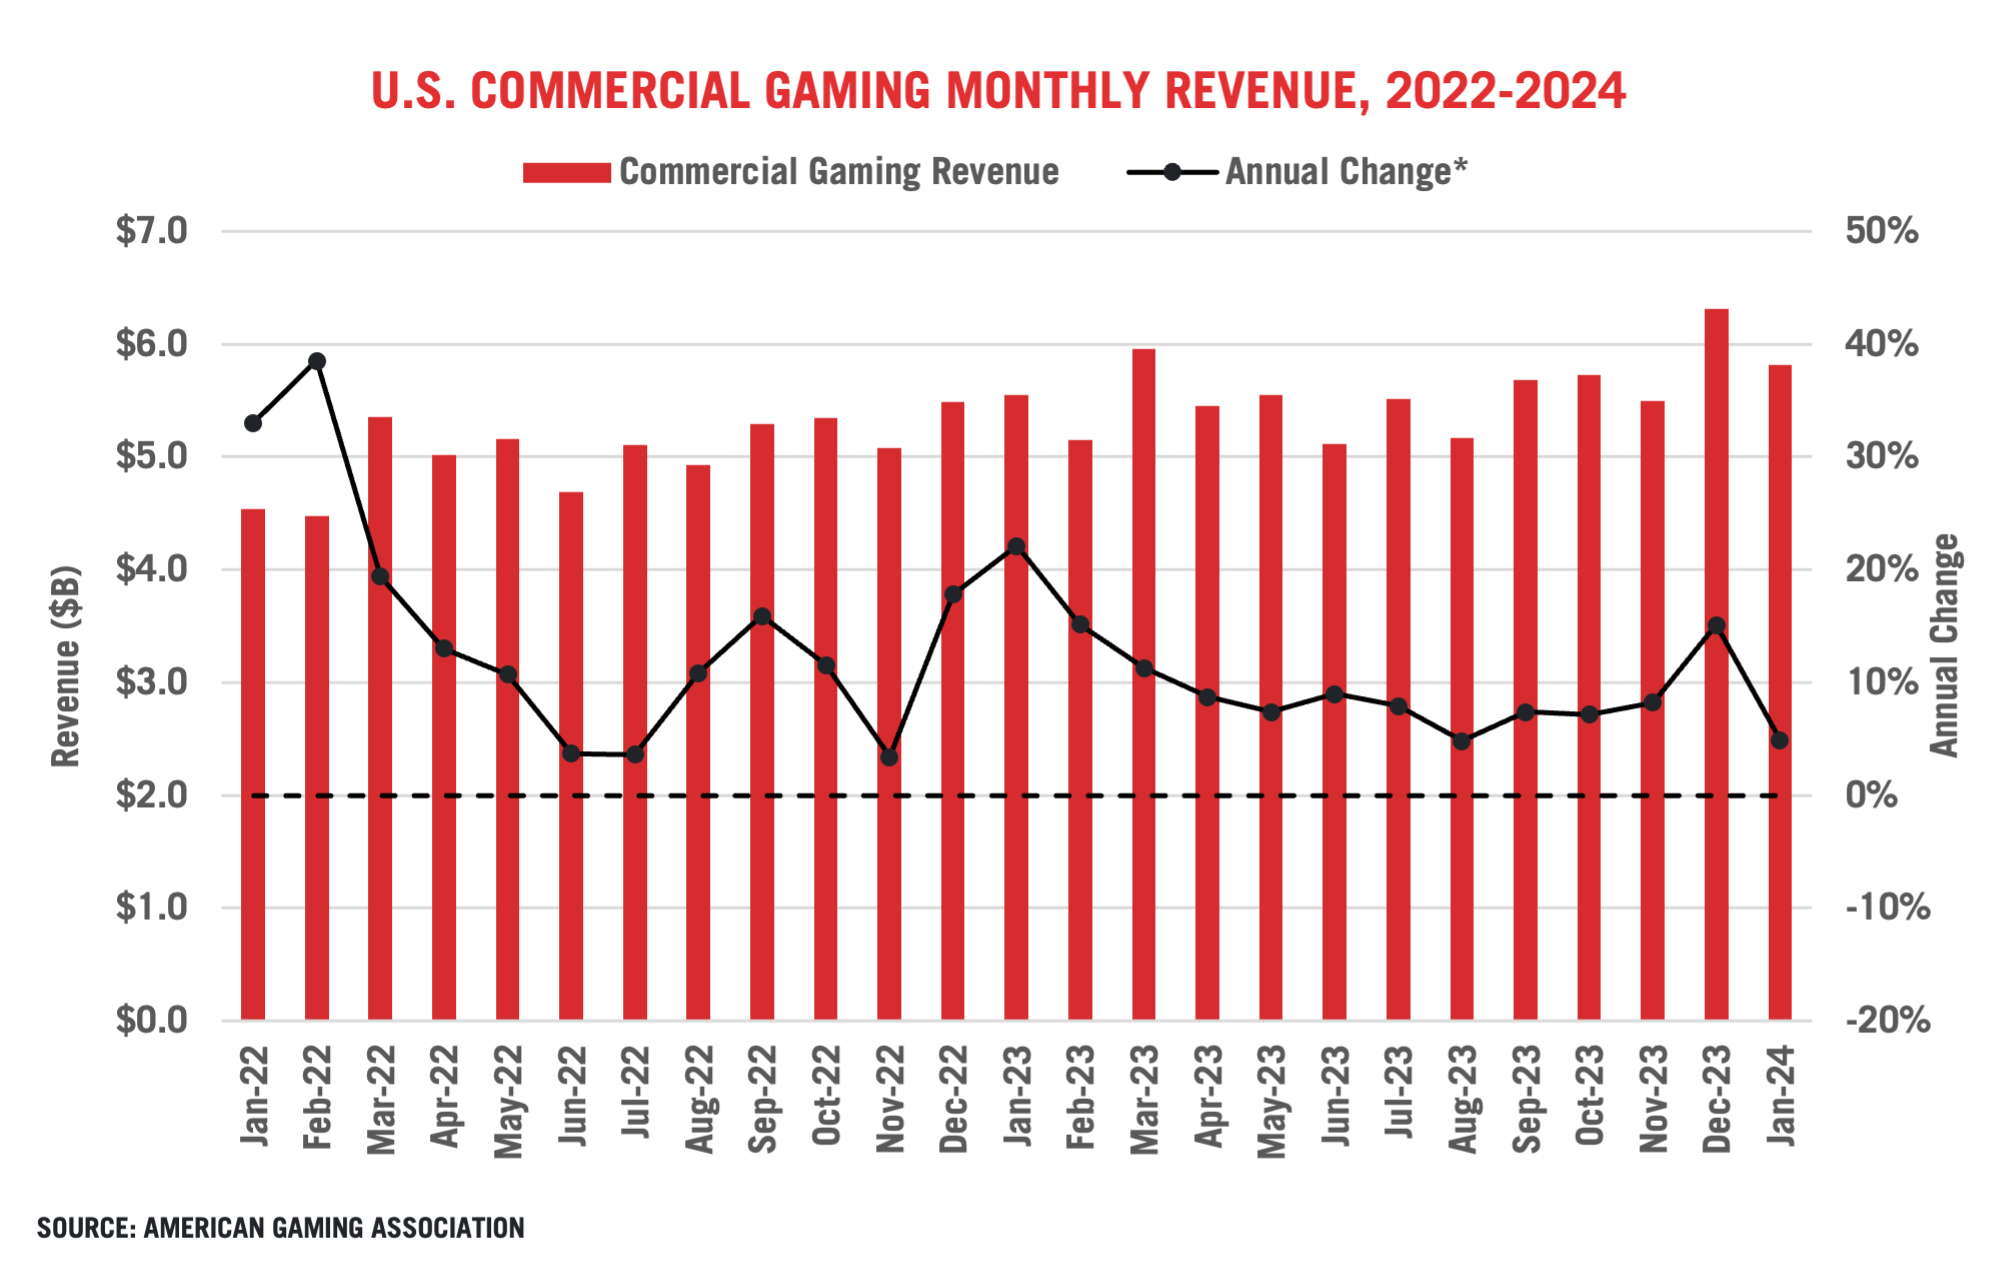 U.S. COMMERCIAL GAMING MONTHLY REVENUE, 2022-2024
Commercial Gaming Revenue
Annual Change*
$7.0
$6.0
$5.0
$4.0
$3.0
$2.0
$1.0
$0.0
Revenue ($B)
50%
40%
30%
20%
10%
0%
-10%
-20%
Annual Change
Jan-22
Feb-22
Mar-22
Apr-22
May-22
Jun-22
Jul-22
Aug-22
Sep-22
Oct-22
Nov-22
Dec-22
Jan-23
Feb-23
Mar-23
Apr-23
May-23
Jun-23
Jul-23
Aug-23
Sep-23
Oct-23
Nov-23
Dec-23
Jan-24
SOURCE: AMERICAN GAMING ASSOCIATION